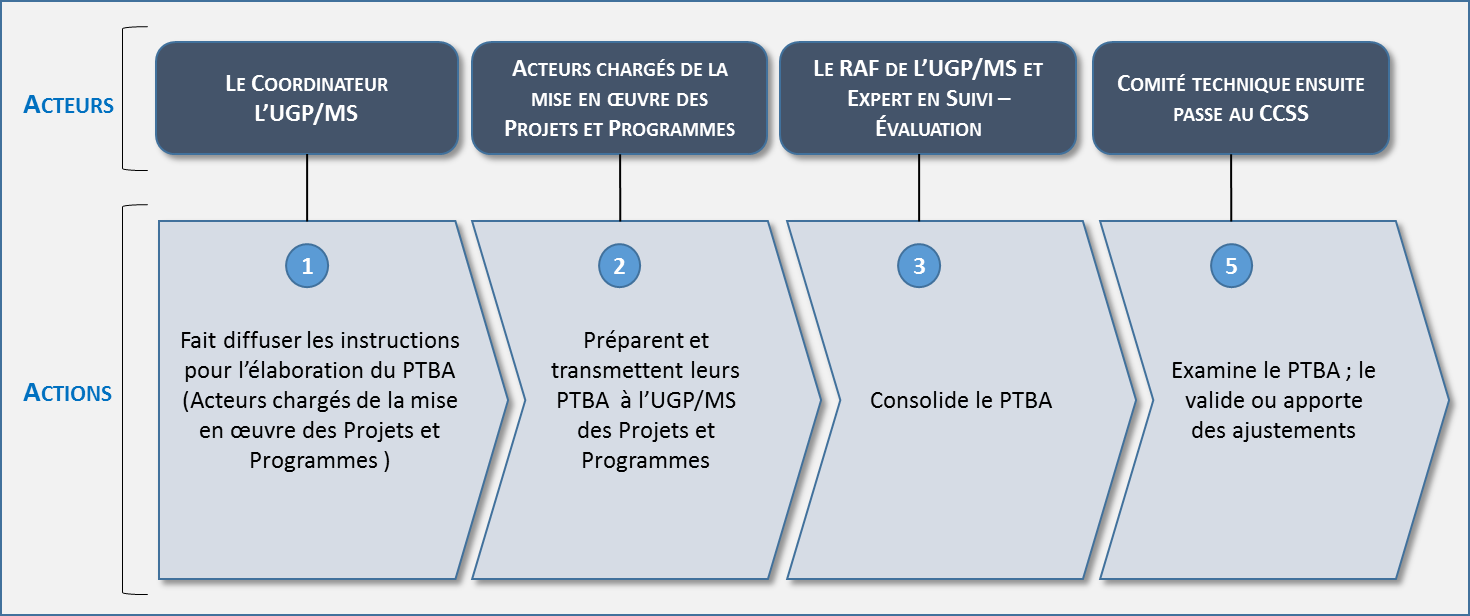 ACTEURS
LE COORDINATEUR
L'UGP/MS
ACTEURS CHARGÉS DE LA
MISE EN ŒUVRE DES
PROJETS ET PROGRAMMES
LE RAF DE L'UGP/MS ET
EXPERT EN SUIVI –
ÉVALUATION
COMITÉ TECHNIQUE ENSUITE
PASSE AU CCSS
ACTIONS
1
Fait diffuser les instructions
pour l'élaboration du PTBA
(Acteurs chargés de la mise
en œuvre des Projets et
Programmes )
2
Préparent et
transmettent leurs
PTBA à l'UGP/MS
des Projets et
Programmes
3
Consolide le PTBA
5
Examine le PTBA ; le
valide ou apporte
des ajustements